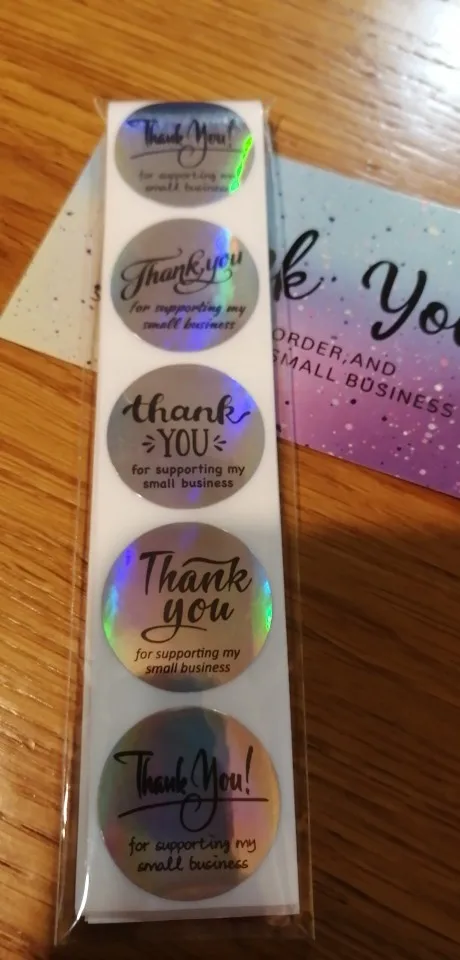 Thank You!
for supporting my
small business
Thank you
for supporting my
small business
thank
YOU
for supporting my
small business
Thank
you
for supporting my
small business
Thank You!
for supporting my
small business
ORDER, AND
SMALL BUSINESS